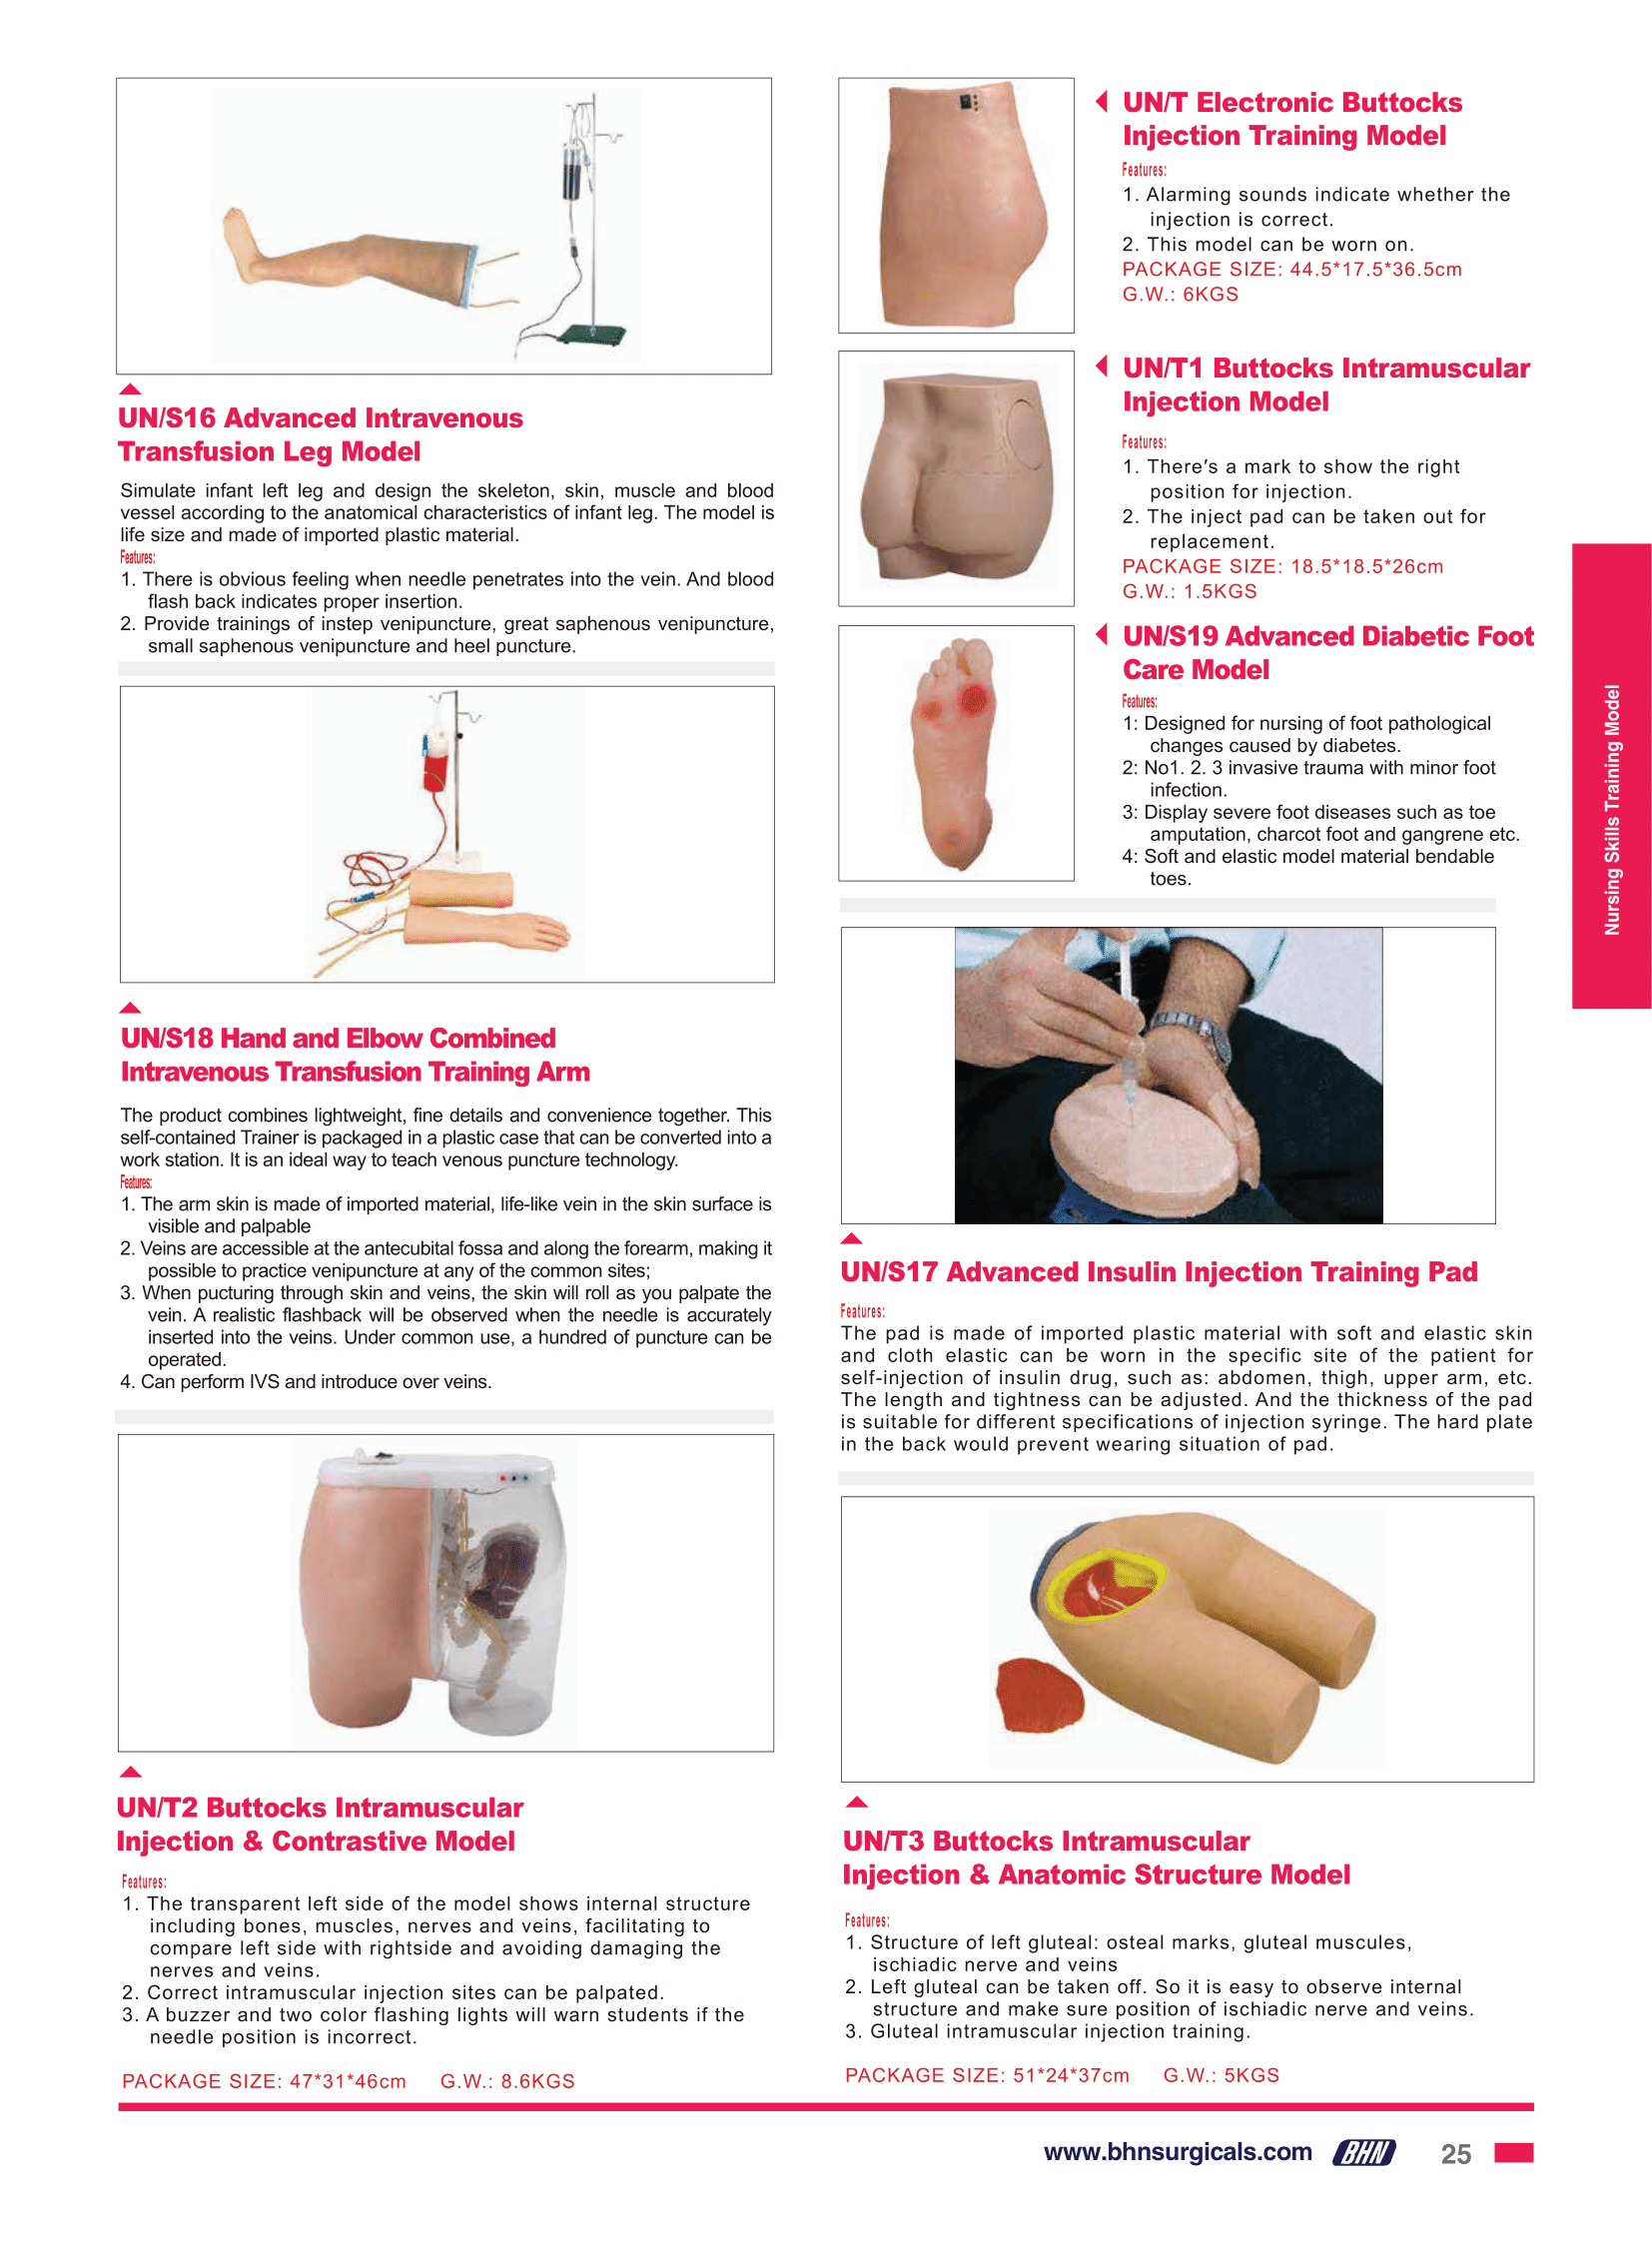 UN/S16 Advanced Intravenous
Transfusion Leg Model
Simulate infant left leg and design the skeleton, skin, muscle and blood
vessel according to the anatomical characteristics of infant leg. The model is
life size and made of imported plastic material.
Features:
1. There is obvious feeling when needle penetrates into the vein. And blood
flash back indicates proper insertion.
2. Provide trainings of instep venipuncture, great saphenous venipuncture,
small saphenous venipuncture and heel puncture.
UN/S18 Hand and Elbow Combined
Intravenous Transfusion Training Arm
The product combines lightweight, fine details and convenience together. This
self-contained Trainer is packaged in a plastic case that can be converted into a
work station. It is an ideal way to teach venous puncture technology.
Features:
1. The arm skin is made of imported material, life-like vein in the skin surface is
visible and palpable
2. Veins are accessible at the antecubital fossa and along the forearm, making it
possible to practice venipuncture at any of the common sites;
3. When pucturing through skin and veins, the skin will roll as you palpate the
vein. A realistic flashback will be observed when the needle is accurately
inserted into the veins. Under common use, a hundred of puncture can be
operated.
4. Can perform IVS and introduce over veins.
UN/T2 Buttocks Intramuscular
Injection & Contrastive Model
Features:
1. The transparent left side of the model shows internal structure
including bones, muscles, nerves and veins, facilitating to
compare left side with rightside and avoiding damaging the
nerves and veins.
2. Correct intramuscular injection sites can be palpated.
3. A buzzer and two color flashing lights will warn students if the
needle position is incorrect.
PACKAGE SIZE: 47*31*46cm G.W.: 8.6KGS
UN/T Electronic Buttocks
Injection Training Model
Features:
1. Alarming sounds indicate whether the
injection is correct.
2. This model can be worn on.
PACKAGE SIZE: 44.5*17.5*36.5cm
G.W.: 6KGS
UN/T1 Buttocks Intramuscular
Injection Model
Features:
1. There's a mark to show the right
position for injection.
2. The inject pad can be taken out for
replacement.
PACKAGE SIZE: 18.5*18.5*26cm
G.W.: 1.5KGS
UN/S19 Advanced Diabetic Foot
Care Model
Features:
1: Designed for nursing of foot pathological
changes caused by diabetes.
2: No1. 2. 3 invasive trauma with minor foot
infection.
3: Display severe foot diseases such as toe
amputation, charcot foot and gangrene etc.
4: Soft and elastic model material bendable
toes.
UN/S17 Advanced Insulin Injection Training Pad
Features:
The pad is made of imported plastic material with soft and elastic skin
and cloth elastic can be worn in the specific site of the patient for
self-injection of insulin drug, such as: abdomen, thigh, upper arm, etc.
The length and tightness can be adjusted. And the thickness of the pad
is suitable for different specifications of injection syringe. The hard plate
in the back would prevent wearing situation of pad.
UN/T3 Buttocks Intramuscular
Injection & Anatomic Structure Model
Features:
1. Structure of left gluteal: osteal marks, gluteal muscules,
ischiadic nerve and veins
2. Left gluteal can be taken off. So it is easy to observe internal
structure and make sure position of ischiadic nerve and veins.
3. Gluteal intramuscular injection training.
PACKAGE SIZE: 51*24*37cm G.W.: 5KGS
Nursing Skills Training Model
www.bhnsurgicals.com BHN 25